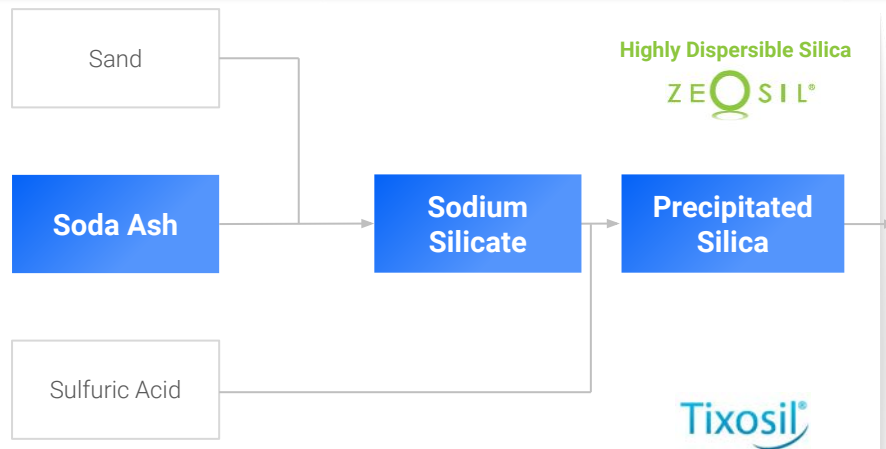 Sand
Highly Dispersible Silica
ZEOSIL®
Soda Ash
Sodium
Silicate
Precipitated
Silica
Sulfuric Acid
Tixosil®